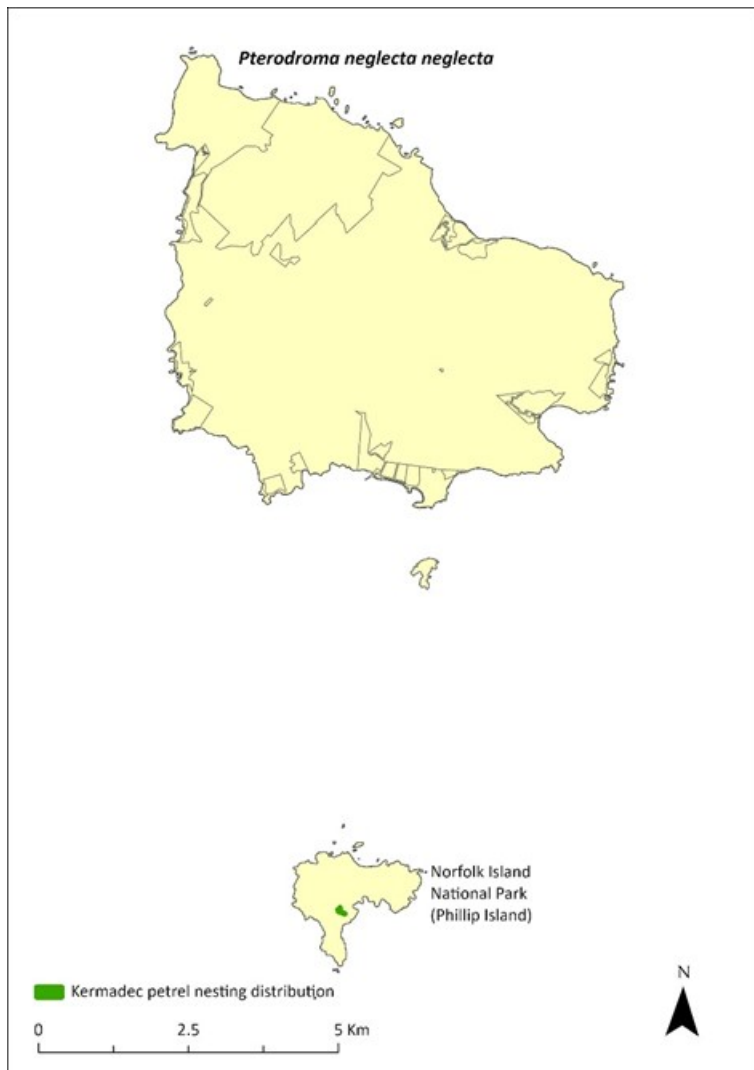 Pterodroma neglecta neglecta
Norfolk Island
National Park
(Phillip Island)
N
Kermadec petrel nesting distribution
0 2.5 5 Km